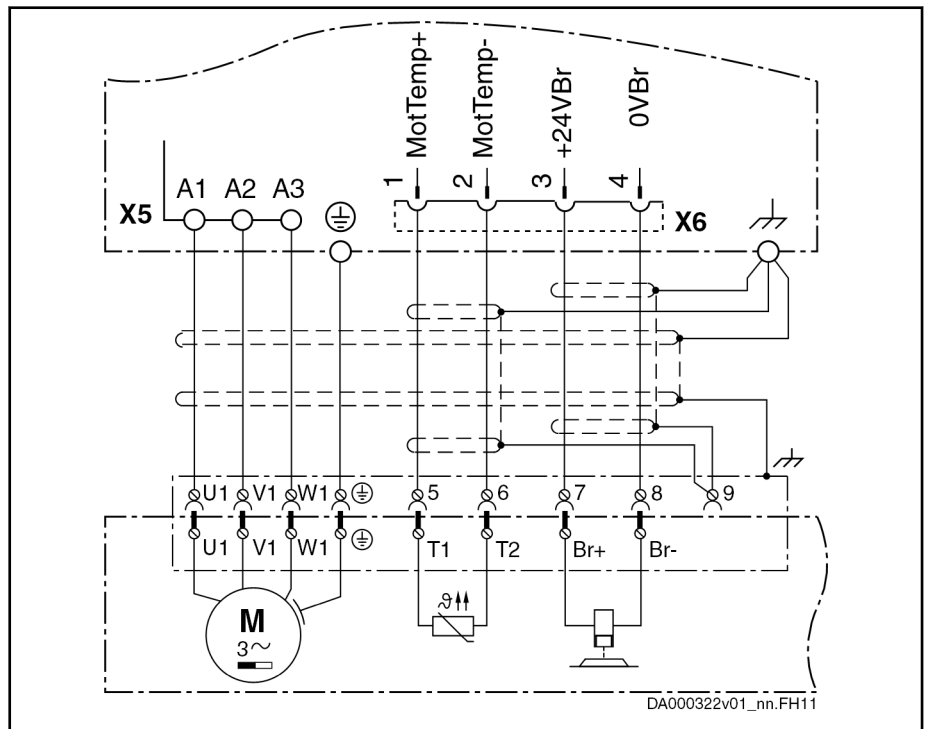 MotTemp+
MotTemp-
+24VBr
0VBr
1 2 3 4
A1 A2 A3
X5
X6
U1 V1 W1 5 6 7 8 9
U1 V1 W1 T1 T2 Br+ Br-
ϑ
M
3~
DA000322v01_nn.FH11